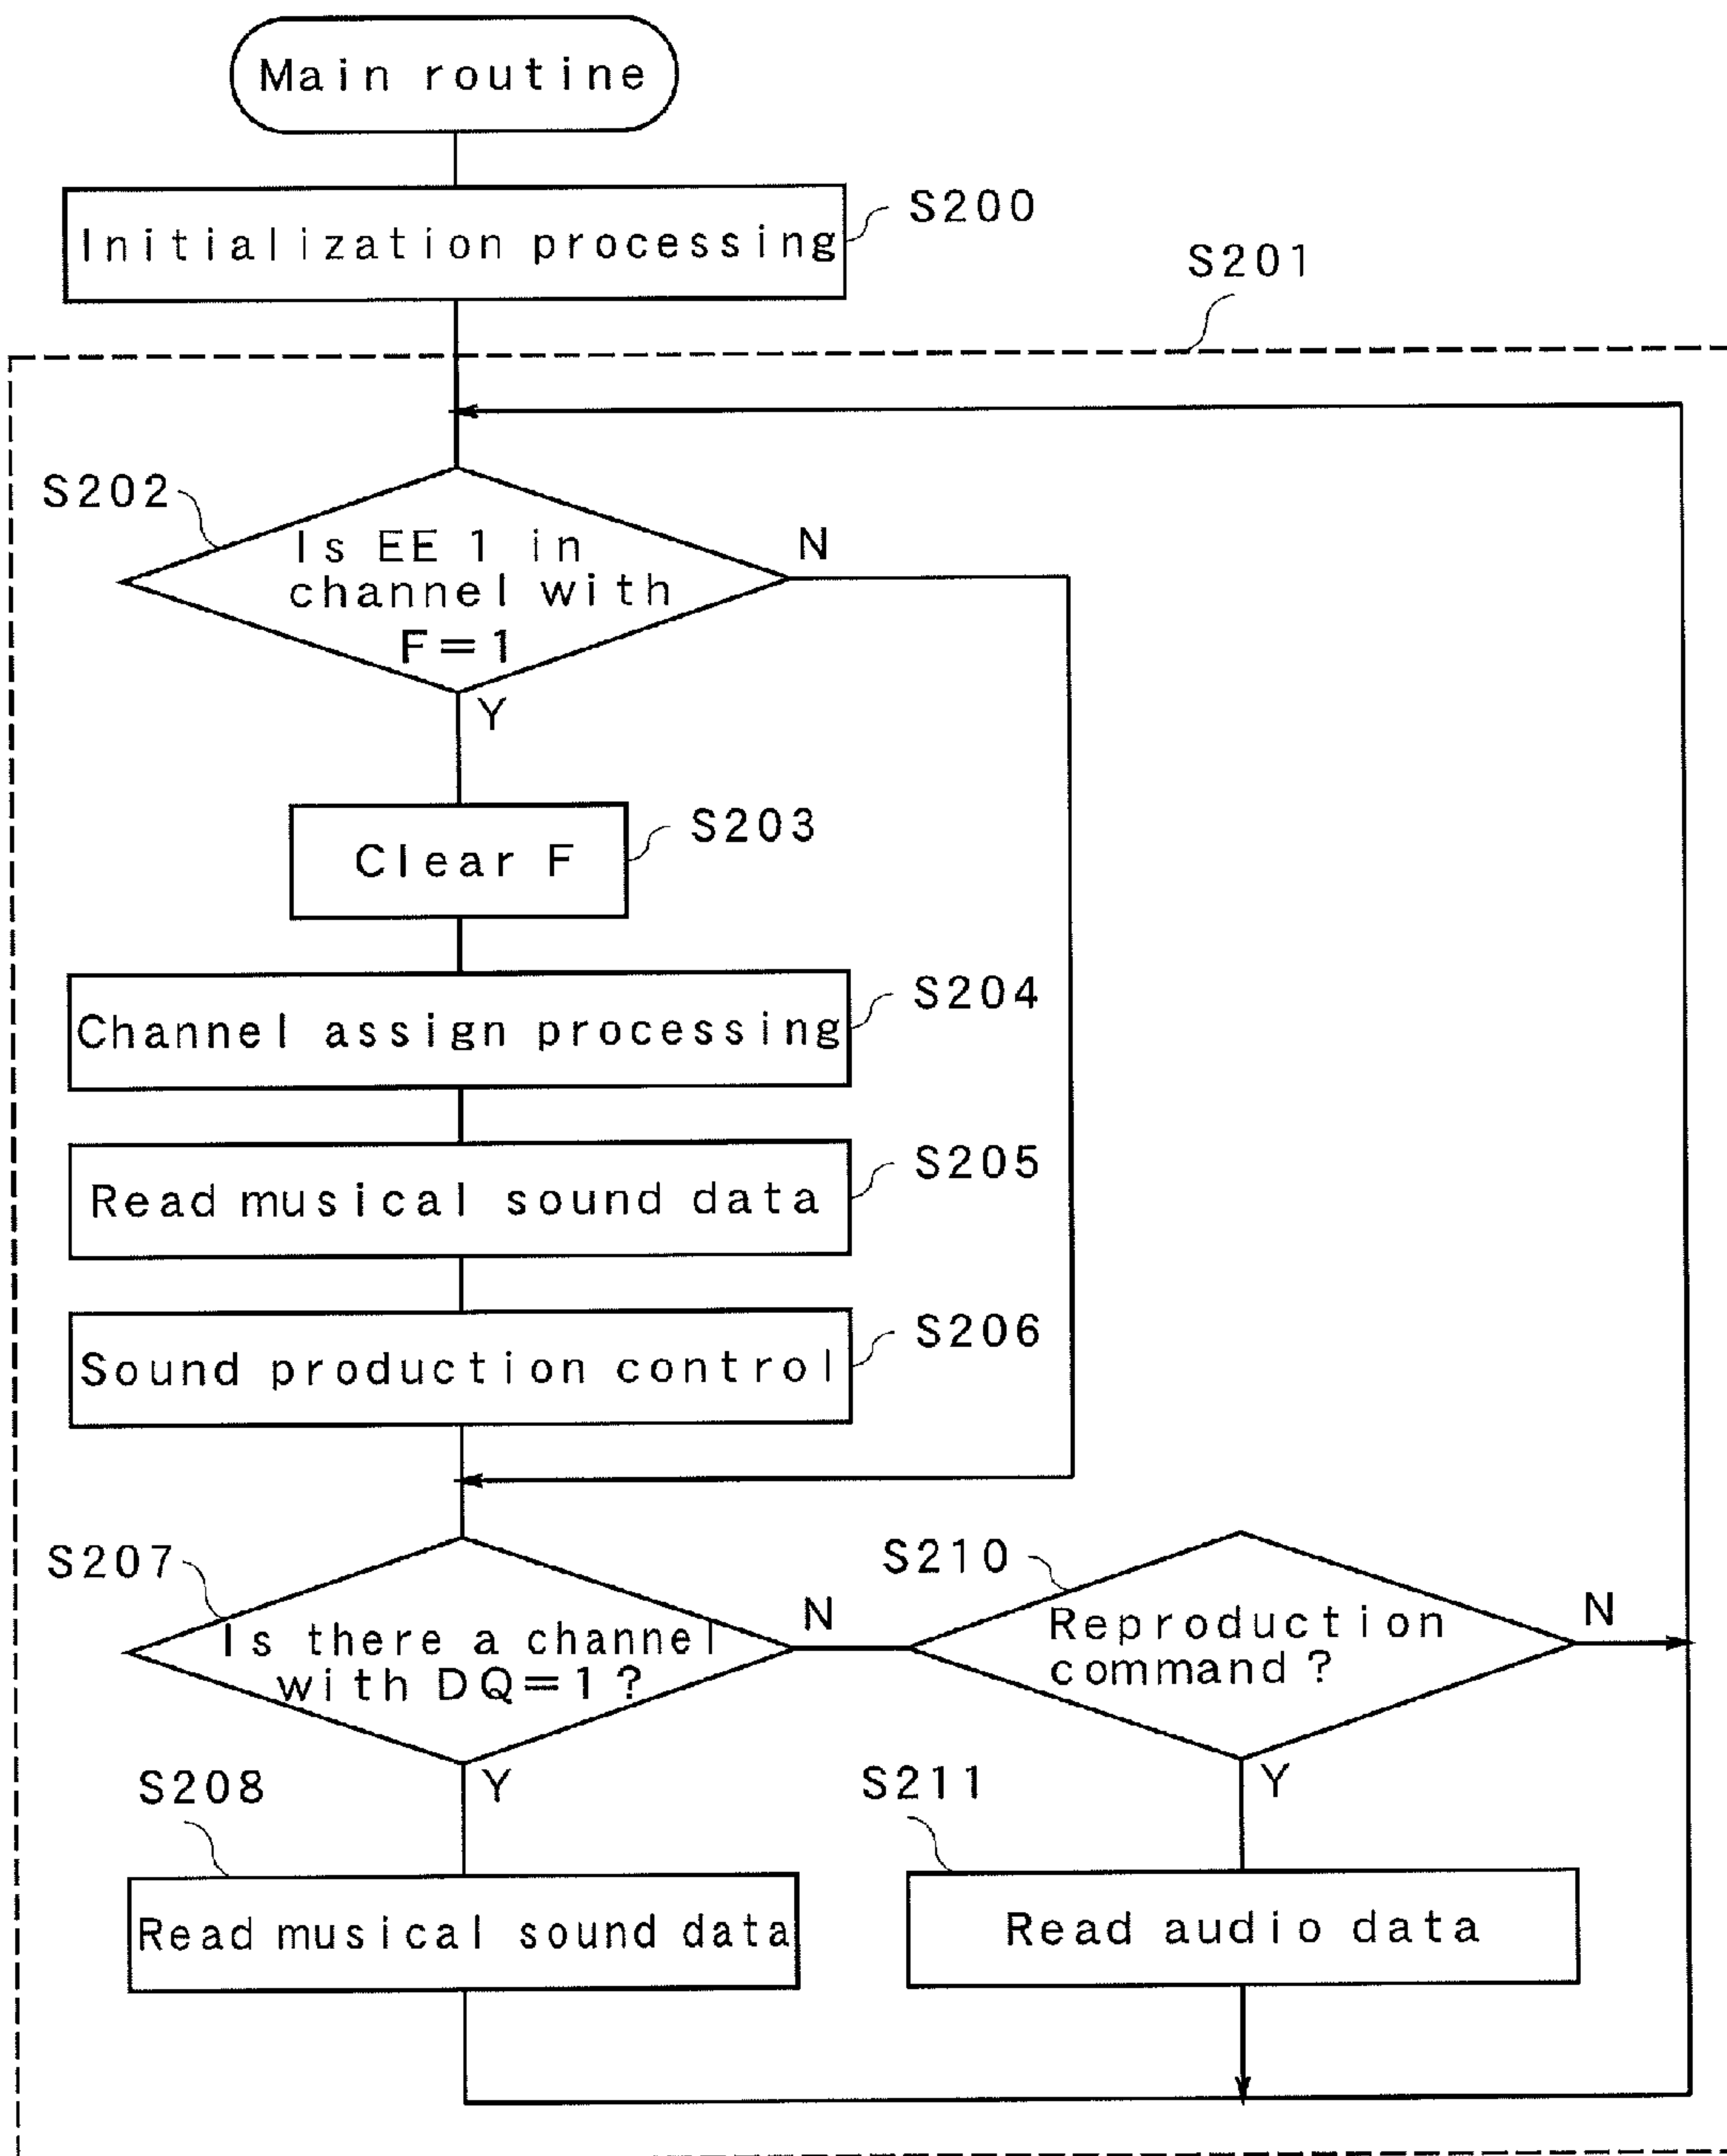 Main routine
S200
Initialization processing
S201
S202
Is EE 1 in
channel with
F=1
N
Y
S203
Clear F
S204
Channel assign processing
S205
Read musical sound data
S206
Sound production control
S207
Is there a channel
with DQ=1?
N
S210
Reproduction
command?
N
Y
Y
S208
S211
Read musical sound data
Read audio data